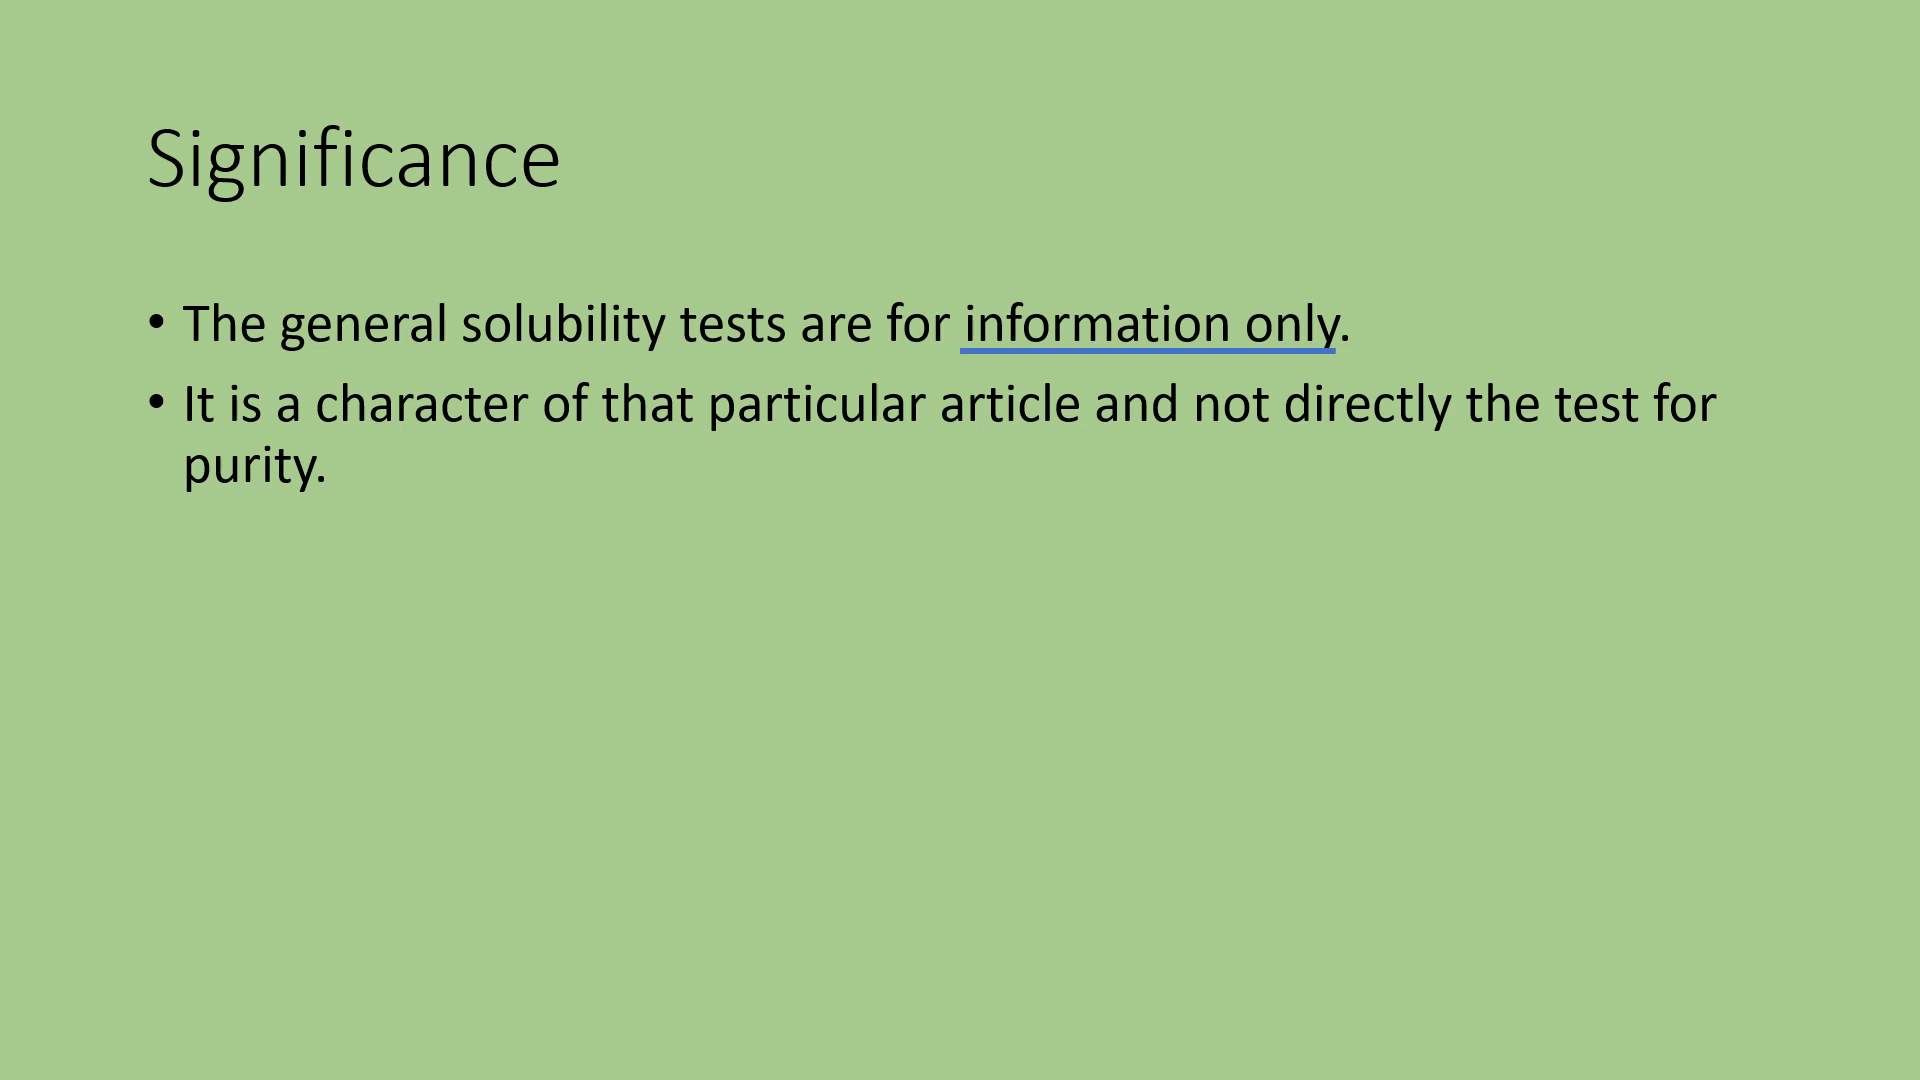 Significance
• The general solubility tests are for information only.
• It is a character of that particular article and not directly the test for
purity.